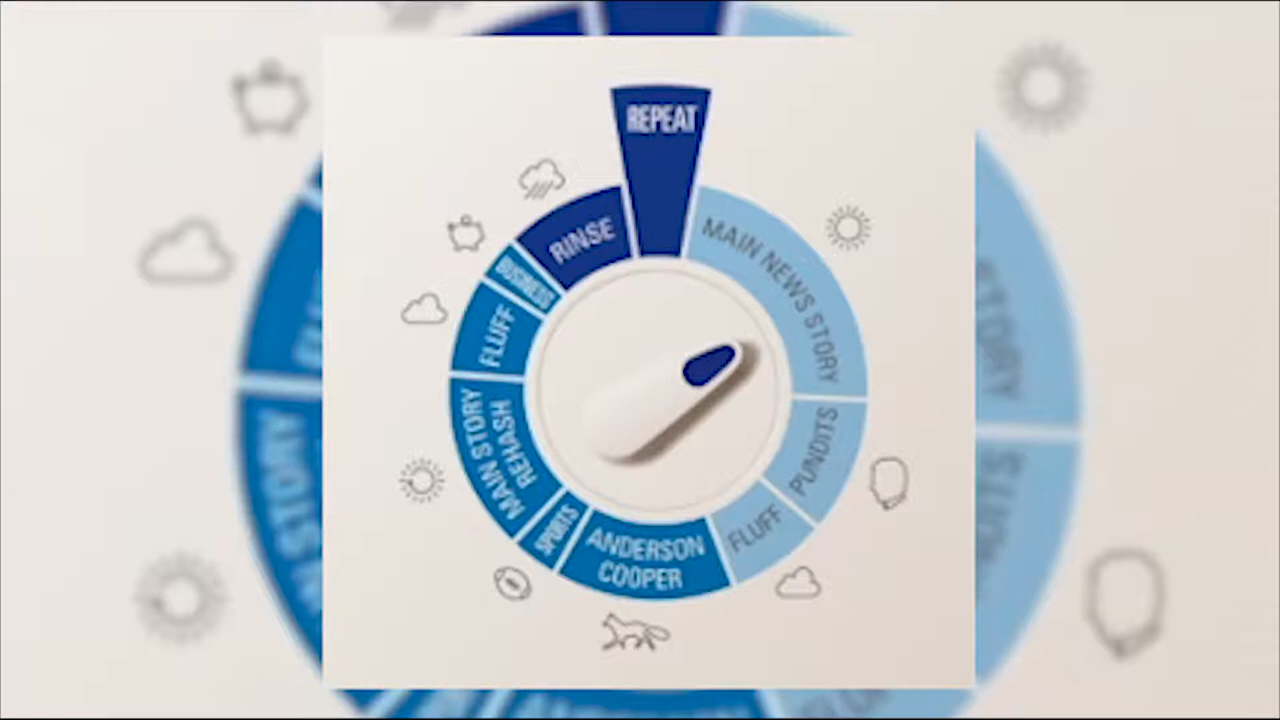 REPEAT
MAIN NEWS STORY
PUNDITS
FLUFF
ANDERSON
COOPER
SPORTS
MAIN STORY
REHASH
FLUFF
BUSINESS
RINSE